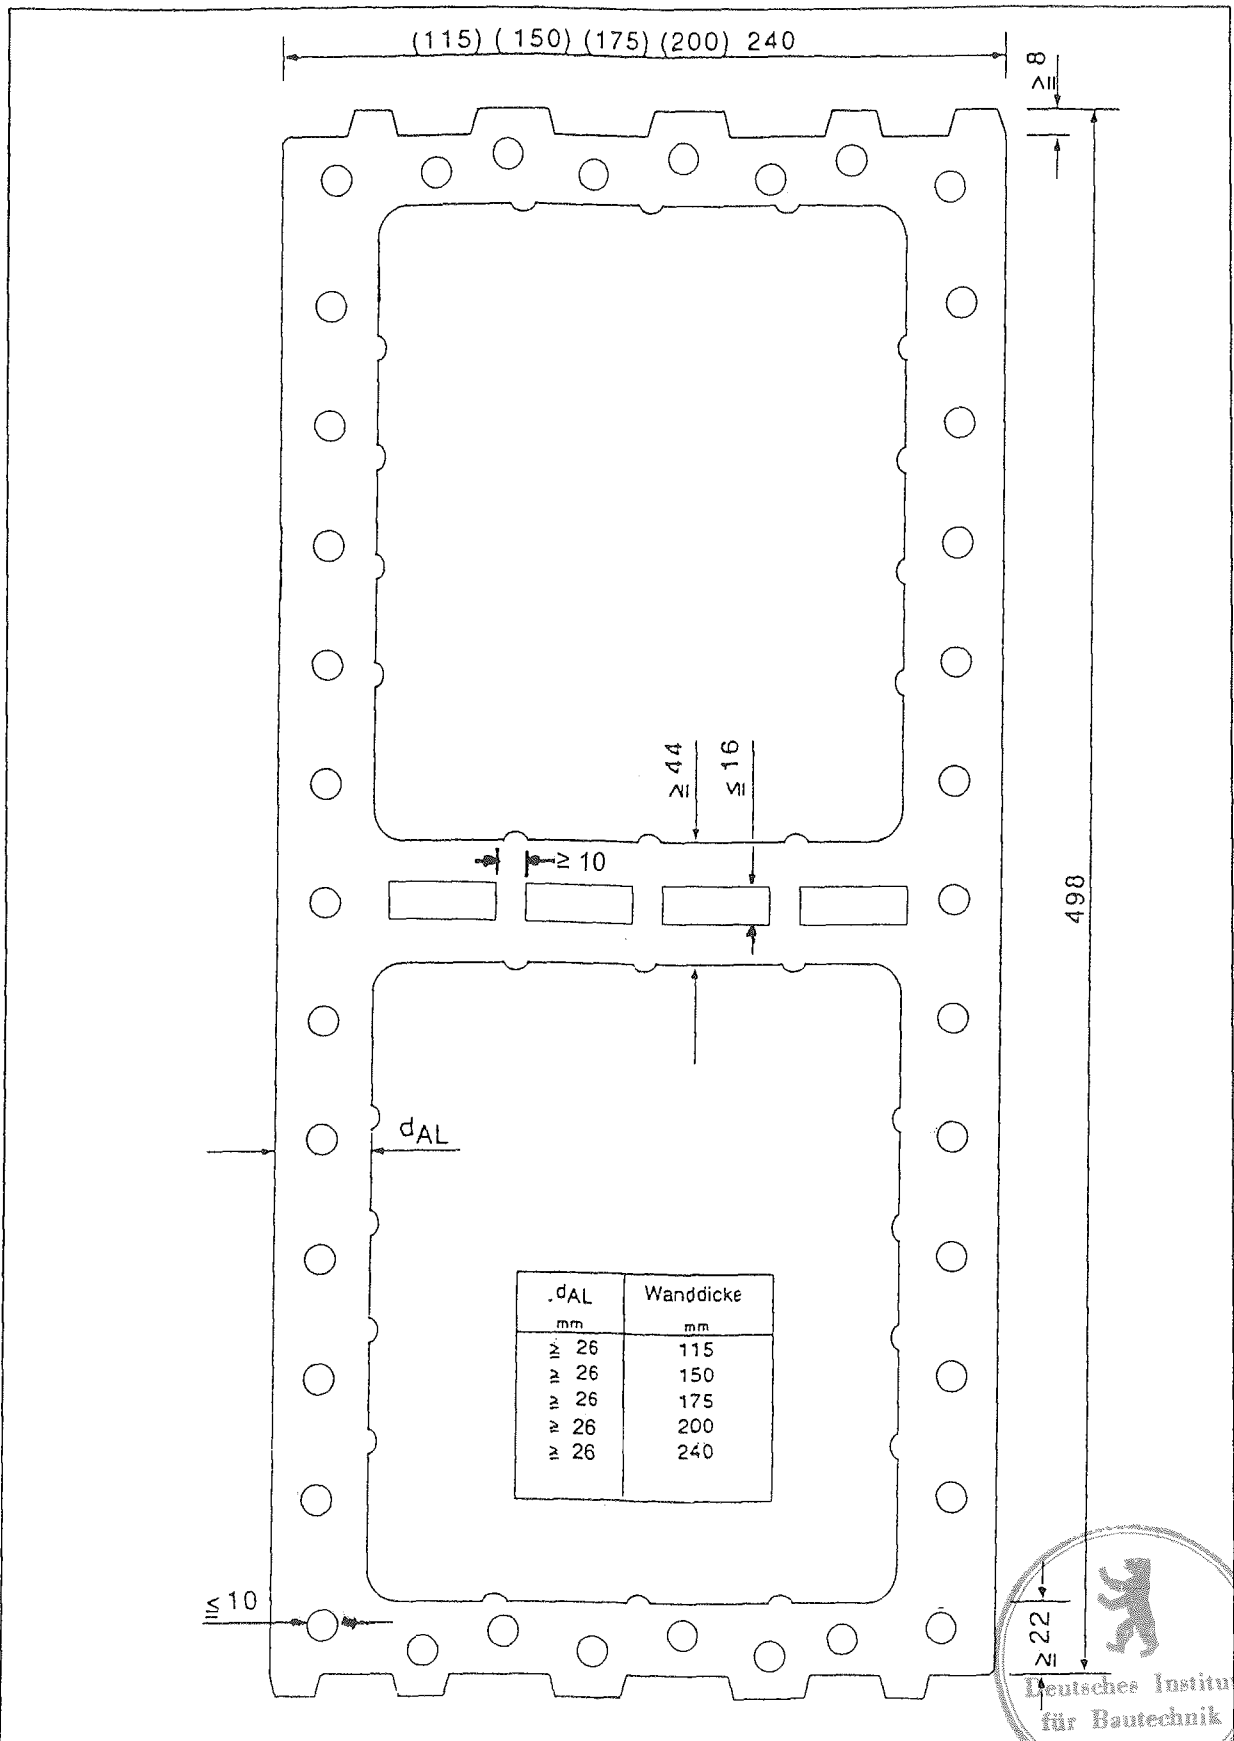 (115) (150) (175) (200) 240
≥8
≥44
≤16
≥ 10
498
dAL
dAL Wanddicke
mm mm
≥ 26 115
≥ 26 150
≥ 26 175
≥ 26 200
≥ 26 240
≤10
≥22
Deutsches Institut
für Bautechnik